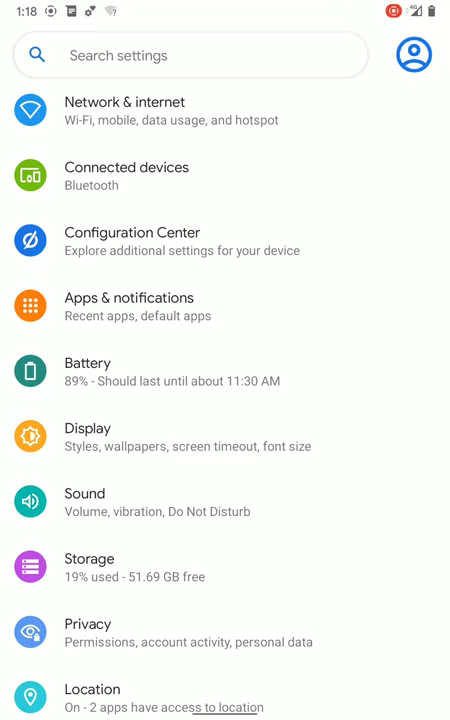 1:18
4G
Search settings
Network & internet
Wi-Fi, mobile, data usage, and hotspot
Connected devices
Bluetooth
Configuration Center
Explore additional settings for your device
Apps & notifications
Recent apps, default apps
Battery
89% - Should last until about 11:30 AM
Display
Styles, wallpapers, screen timeout, font size
Sound
Volume, vibration, Do Not Disturb
Storage
19% used - 51.69 GB free
Privacy
Permissions, account activity, personal data
Location
On - 2 apps have access to location